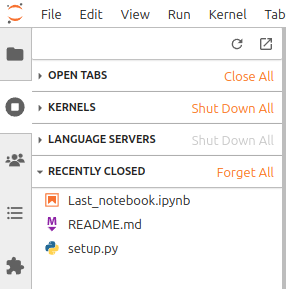 File Edit View Run Kernel Tab
OPEN TABS Close All
KERNELS Shut Down All
LANGUAGE SERVERS Shut Down All
RECENTLY CLOSED Forget All
Last_notebook.ipynb
M README.md
setup.py